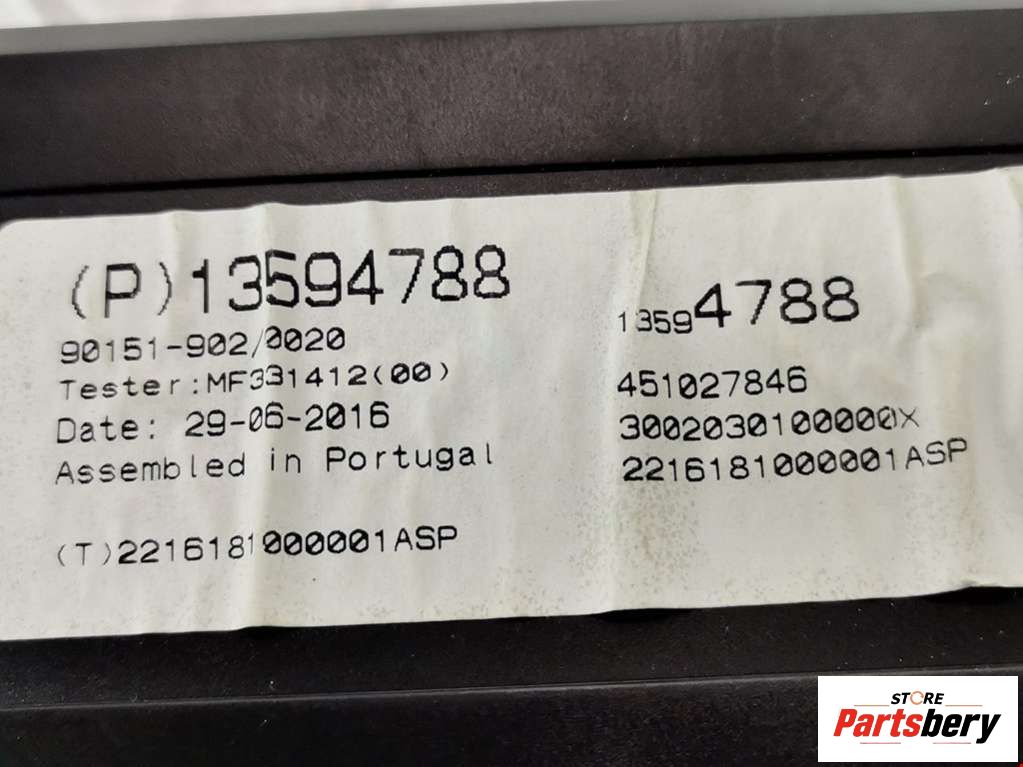 (P)13594788
90151-902/0020
Tester:MF331412(00)
Date: 29-06-2016
Assembled in Portugal
(T)2216181000001ASP
13594788
451027846
3002030100000X
2216181000001ASP
STORE
Partsbery